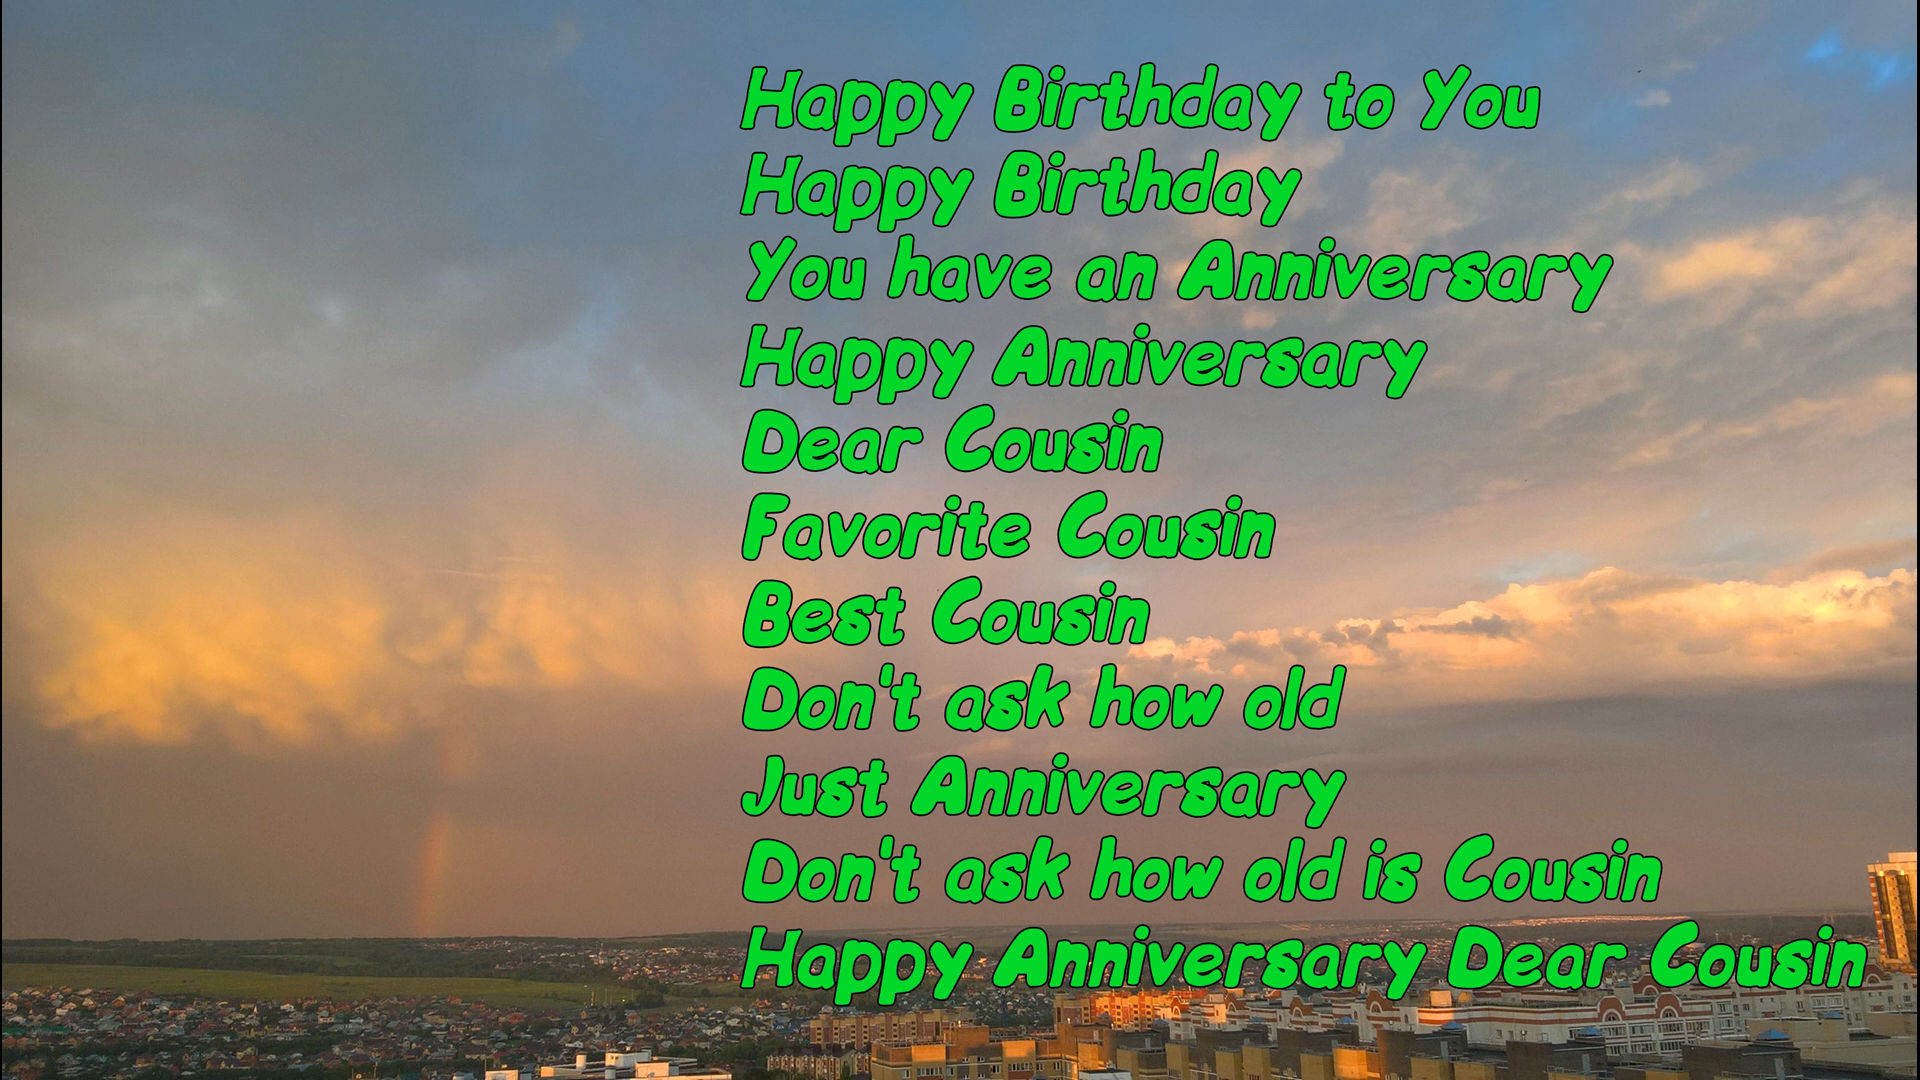 Happy Birthday to You
Happy Birthday
You have an Anniversary
Happy Anniversary
Dear Cousin
Favorite Cousin
Best Cousin
Don't ask how old
Just Anniversary
Don't ask how old is Cousin
Happy Anniversary Dear Cousin